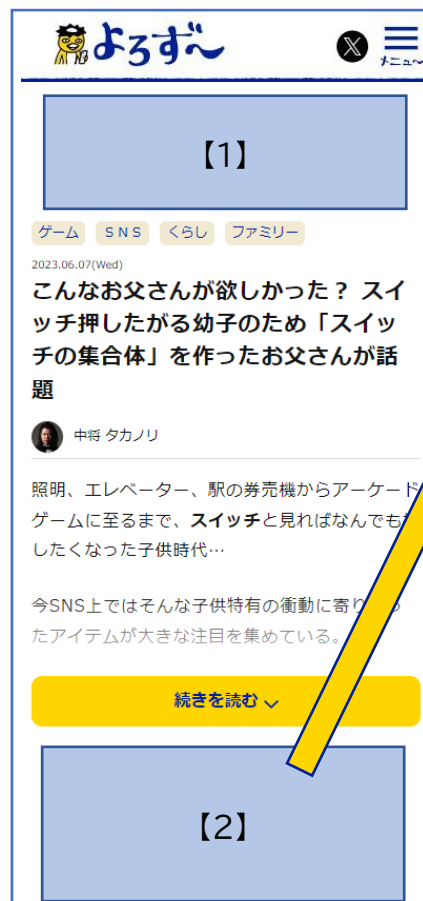 よろず〜
メニュ〜
【1】
ゲーム SNS くらし ファミリー
2023.06.07(Wed)
こんなお父さんが欲しかった? スイ
ッチ押したがる幼子のため「スイッ
チの集合体」を作ったお父さんが話
題
中将 タカノリ
照明、エレベーター、駅の券売機からアーケード
ゲームに至るまで、スイッチと見ればなんでも
したくなった子供時代…
今SNS上ではそんな子供特有の衝動に寄り
たアイテムが大きな注目を集めている。
続きを読む
【2】